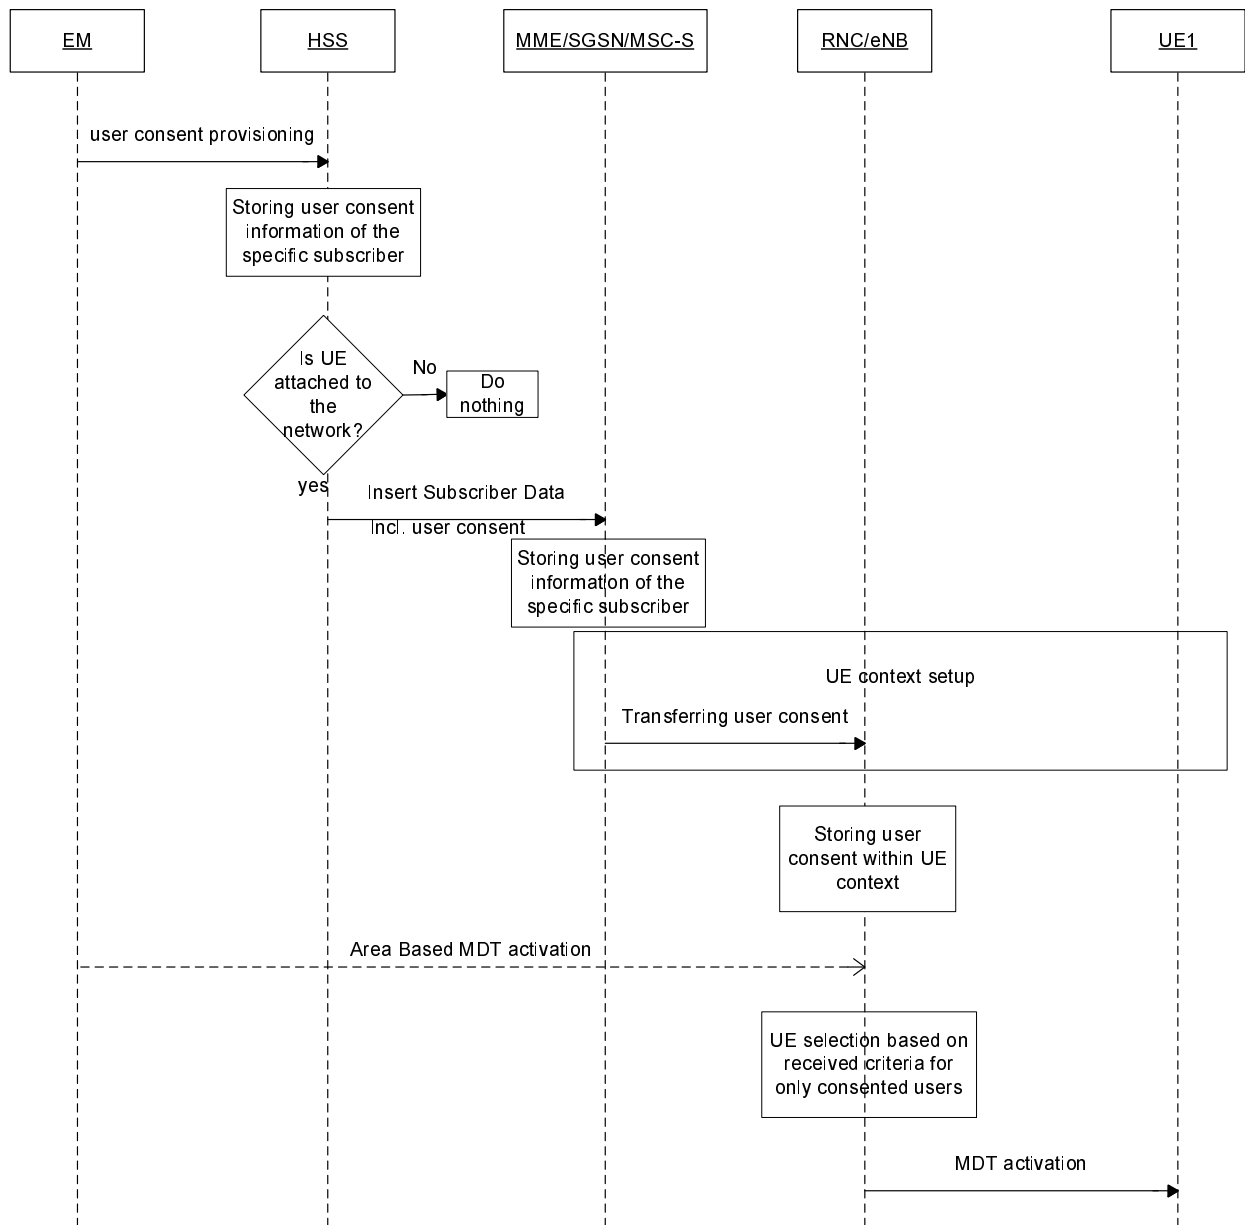 EM
HSS
MME/SGSN/MSC-S
RNC/eNB
UE1
user consent provisioning
Storing user consent
information of the
specific subscriber
Is UE
attached to
the
network?
No
Do
nothing
yes
Insert Subscriber Data
Incl. user consent
Storing user consent
information of the
specific subscriber
UE context setup
Transferring user consent
Storing user
consent within UE
context
Area Based MDT activation
UE selection based on
received criteria for
only consented users
MDT activation